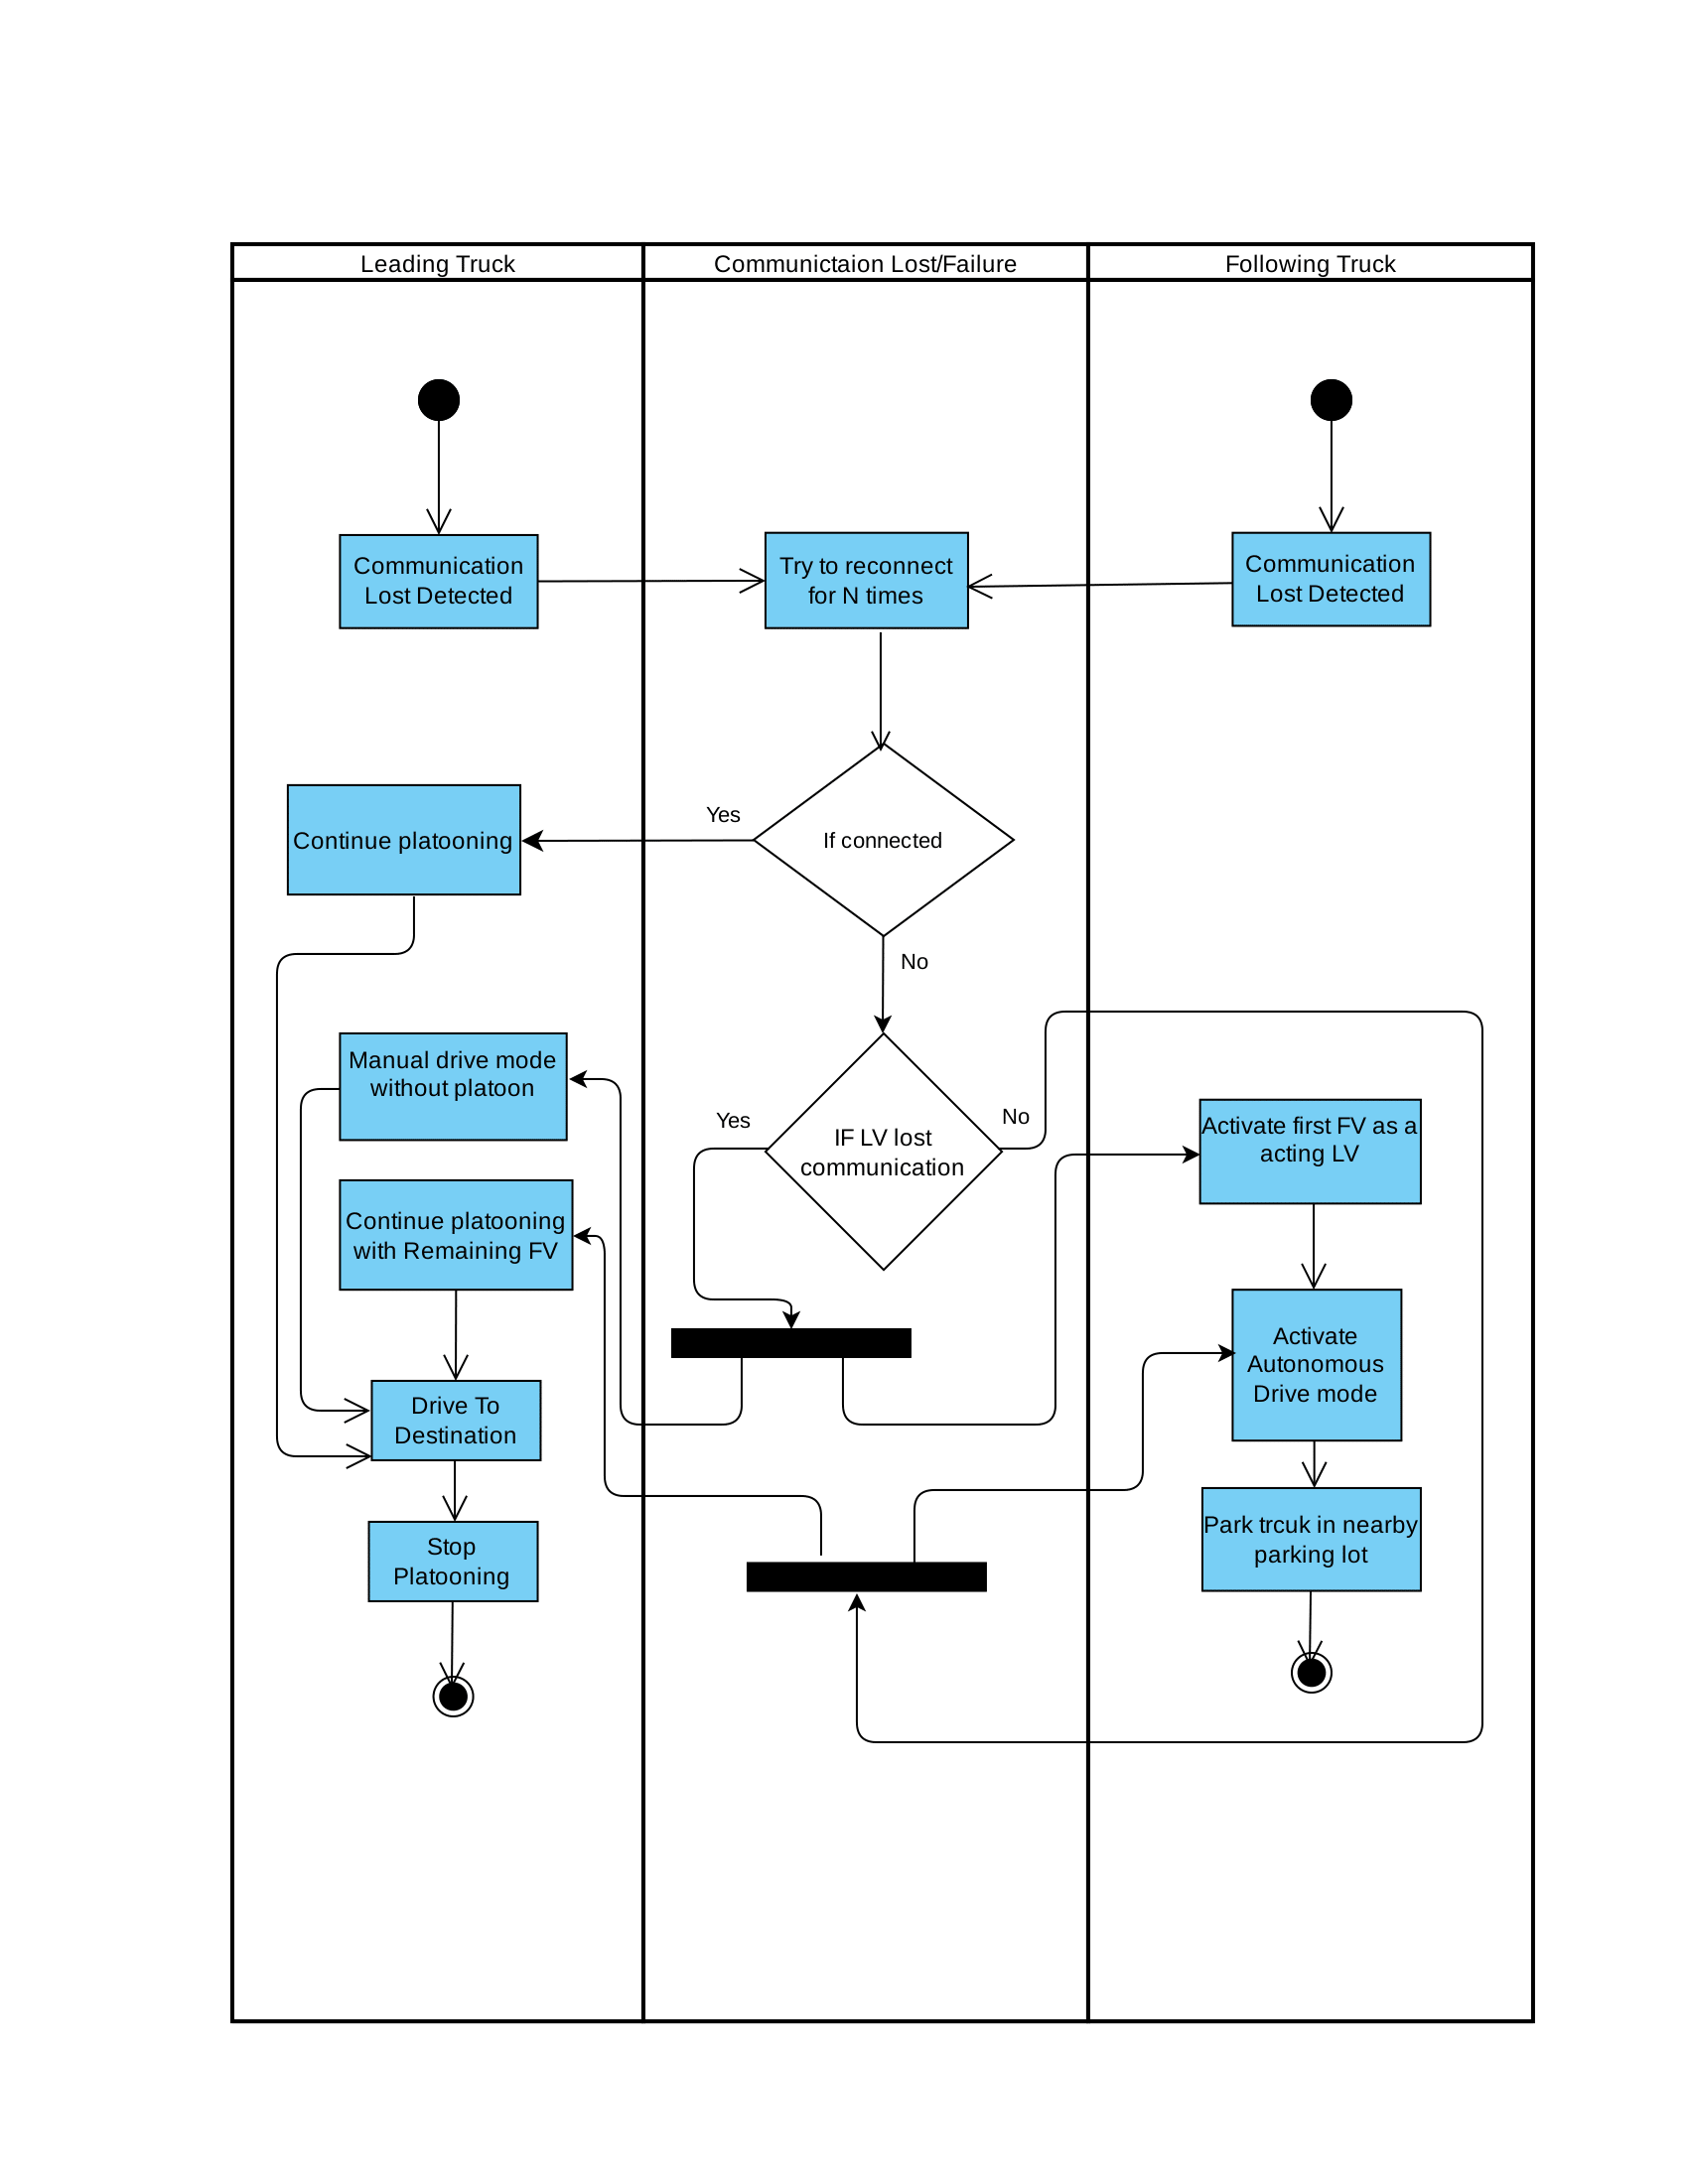 Leading Truck
Communictaion Lost/Failure
Following Truck
Communication
Lost Detected
Try to reconnect
for N times
Communication
Lost Detected
Yes
If connected
Continue platooning
No
Manual drive mode
without platoon
Yes
No
IF LV lost
communication
Activate first FV as a
acting LV
Continue platooning
with Remaining FV
Activate
Autonomous
Drive mode
Drive To
Destination
Park trcuk in nearby
parking lot
Stop
Platooning